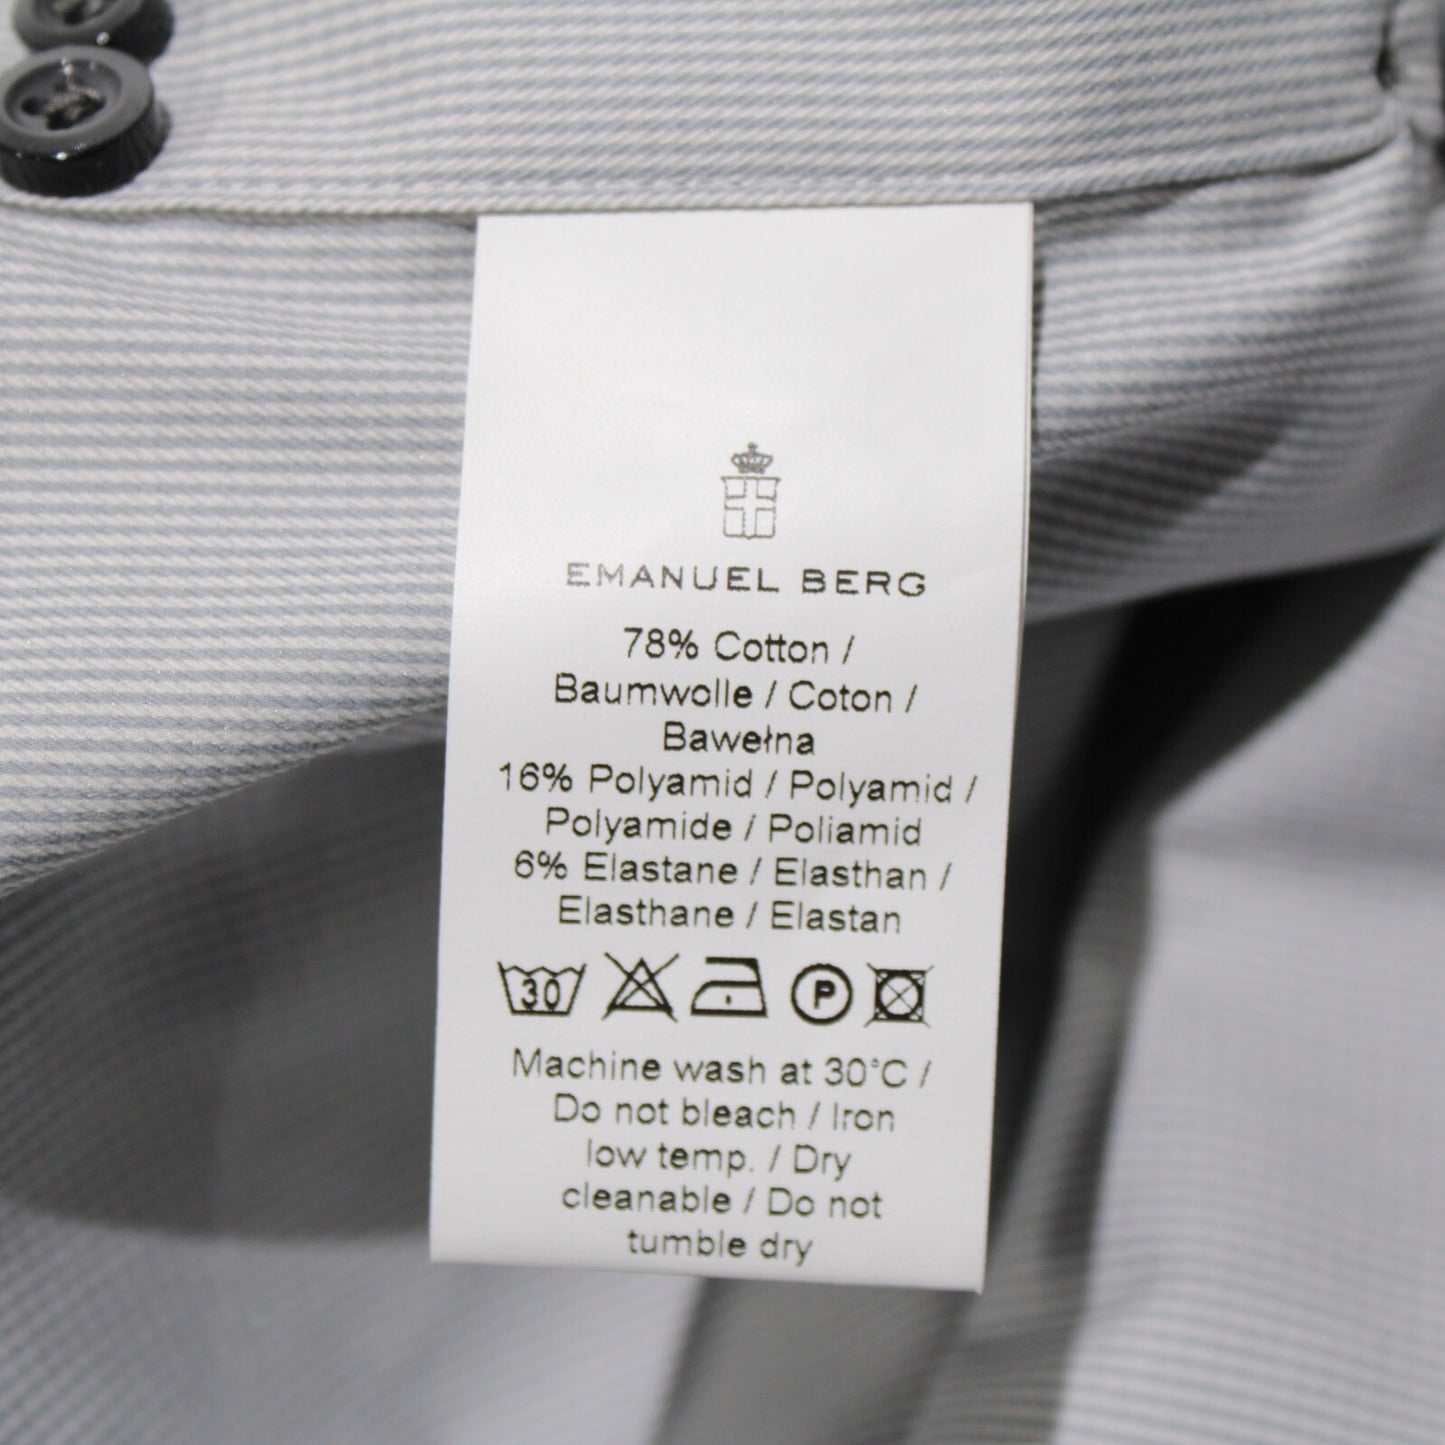 EMANUEL BERG
78% Cotton /
Baumwolle / Coton /
Bawełna
16% Polyamid / Polyamid /
Polyamide / Poliamid
6% Elastane / Elasthan /
Elasthane / Elastan
30 P
Machine wash at 30°C /
Do not bleach / Iron
low temp. / Dry
cleanable / Do not
tumble dry